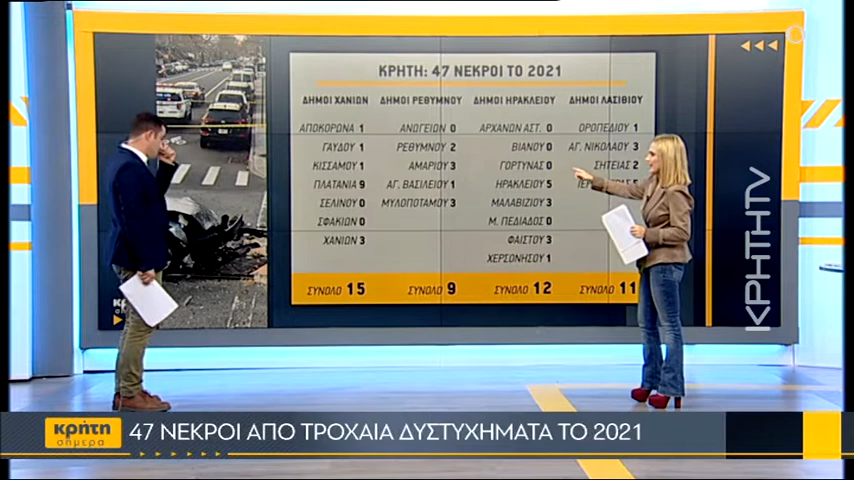 ΚΡΗΤΗ: 47 ΝΕΚΡΟΙ ΤΟ 2021
ΔΗΜΟΙ ΧΑΝΙΩΝ
ΑΠΟΚΟΡΩΝΑ 1
ΓΑΥΔΟΥ 1
ΚΙΣΣΑΜΟΥ 1
ΠΛΑΤΑΝΙΑ 9
ΣΕΛΙΝΟΥ 0
ΣΦΑΚΙΩΝ 0
ΧΑΝΙΩΝ 3
ΣΥΝΟΛΟ 15
ΔΗΜΟΙ ΡΕΘΥΜΝΟΥ
ΑΝΩΓΕΙΩΝ 0
ΡΕΘΥΜΝΟΥ 2
ΑΜΑΡΙΟΥ 3
ΑΓ. ΒΑΣΙΛΕΙΟΥ 1
ΜΥΛΟΠΟΤΑΜΟΥ 3
ΣΥΝΟΛΟ 9
ΔΗΜΟΙ ΗΡΑΚΛΕΙΟΥ
ΑΡΧΑΝΩΝ ΑΣΤ. 0
ΒΙΑΝΟΥ 0
ΓΟΡΤΥΝΑΣ 0
ΗΡΑΚΛΕΙΟΥ 5
ΜΑΛΑΒΙΖΙΟΥ 3
Μ. ΠΕΔΙΑΔΟΣ 0
ΦΑΙΣΤΟΥ 3
ΧΕΡΣΟΝΗΣΟΥ 1
ΣΥΝΟΛΟ 12
ΔΗΜΟΙ ΛΑΣΙΘΙΟΥ
ΟΡΟΠΕΔΙΟΥ 1
ΑΓ. ΝΙΚΟΛΑΟΥ 3
ΣΗΤΕΙΑΣ 2
ΣΥΝΟΛΟ 11
ΚΡΗΤΗTV
κρήτη
σήμερα
47 ΝΕΚΡΟΙ ΑΠΟ ΤΡΟΧΑΙΑ ΔΥΣΤΥΧΗΜΑΤΑ ΤΟ 2021